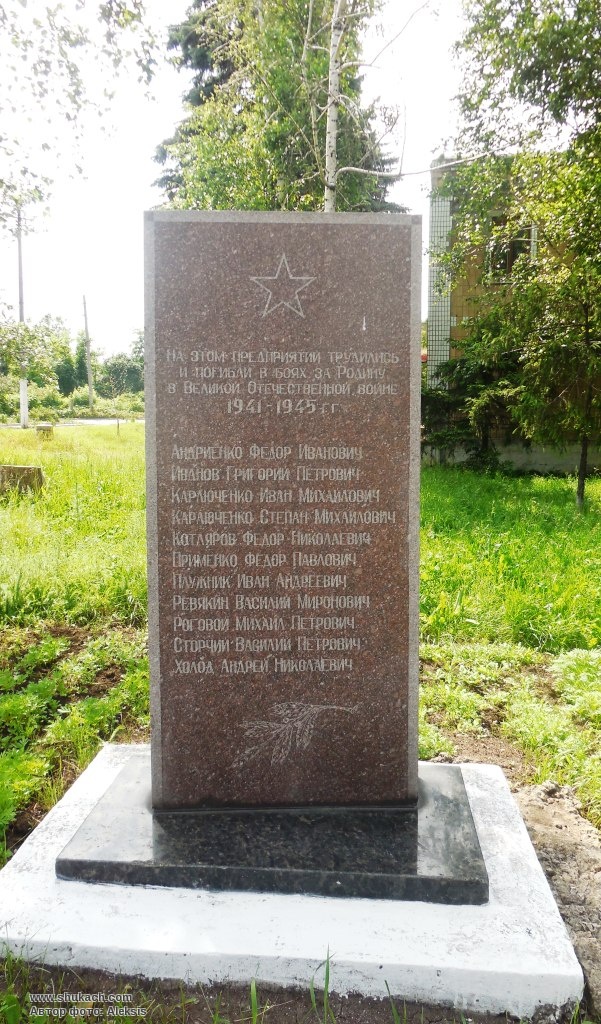 На этом предприятии трудились
и погибли в боях за Родину
в Великой Отечественной войне
1941-1945 г.г.
Андриенко Федор Иванович
Иванов Григорий Петрович
Карлюченко Иван Михайлович
Карлюченко Степан Михайлович
Котляров Федор Николаевич
Применко Федор Павлович
Плужник Иван Андреевич
Ревякин Василий Миронович
Роговой Михаил Петрович
Сторчий Василий Петрович
Холод Андрей Николаевич
www.shukach.com
Автор фото: Aleksis